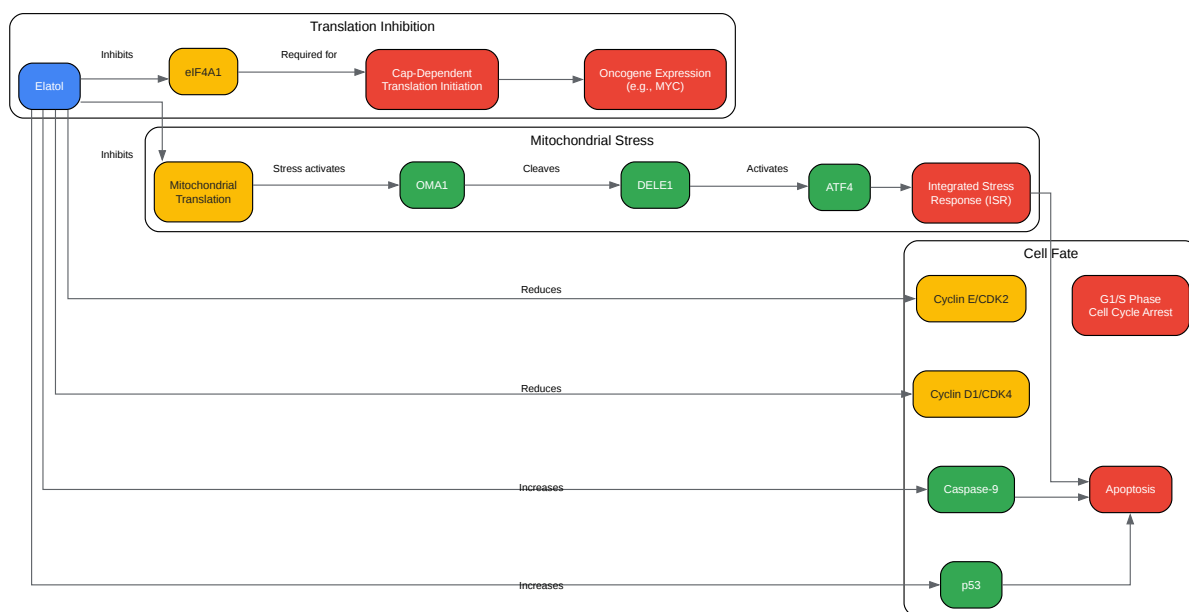 Translation Inhibition
Elatol
Inhibits
eIF4A1
Required for
Cap-Dependent
Translation Initiation
Oncogene Expression
(e.g., MYC)
Inhibits
Mitochondrial Stress
Mitochondrial
Translation
Stress activates
OMA1
Cleaves
DELE1
Activates
ATF4
Integrated Stress
Response (ISR)
Cell Fate
Reduces
Cyclin E/CDK2
G1/S Phase
Cell Cycle Arrest
Reduces
Cyclin D1/CDK4
Increases
Caspase-9
Apoptosis
Increases
p53